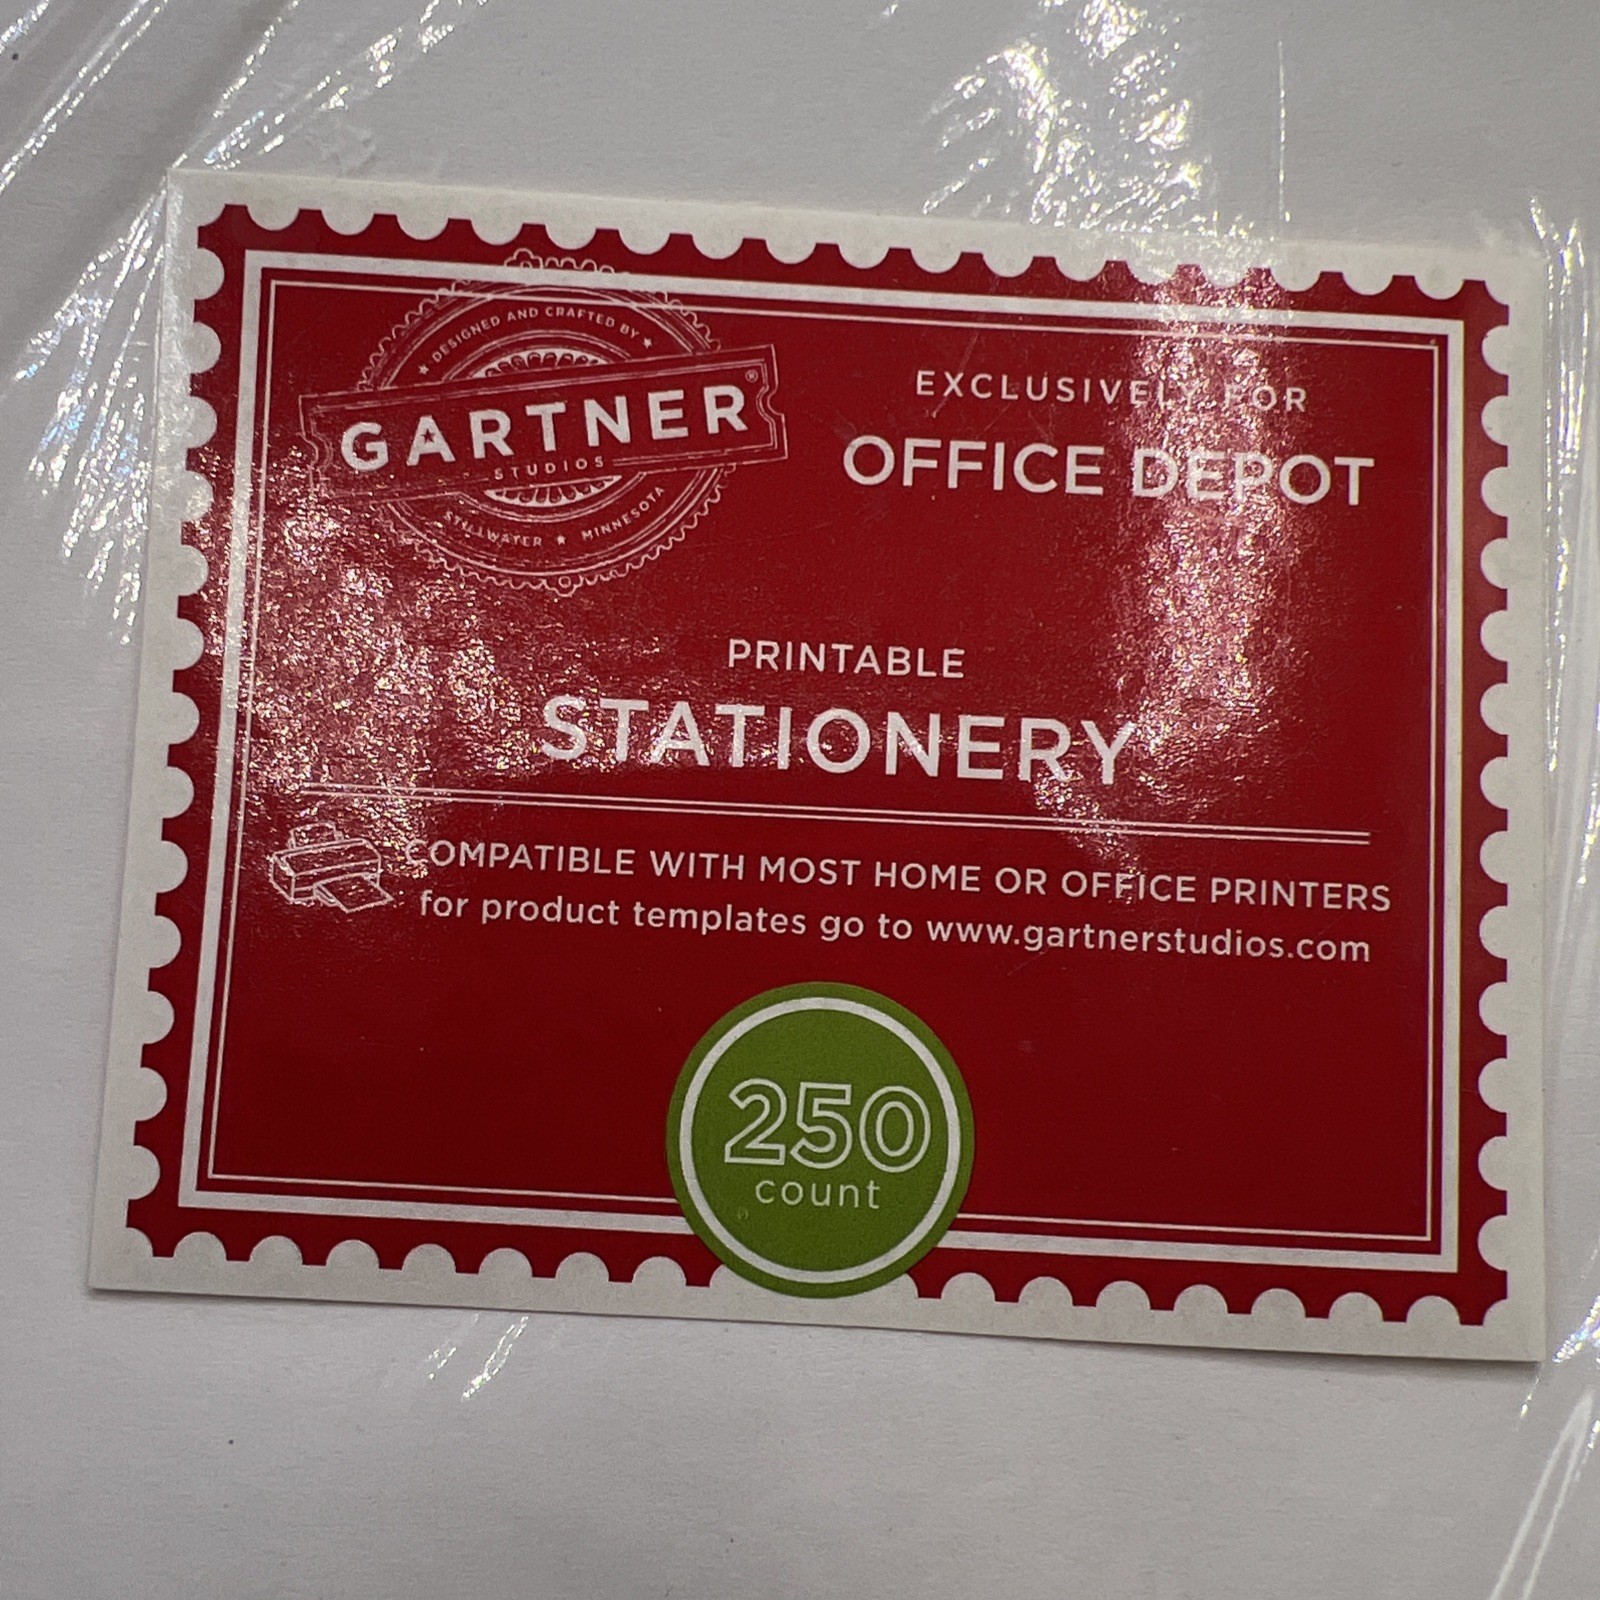 ★ DESIGNED AND CRAFTED BY ★
GARTNER®
STUDIOS
STILLWATER ★ MINNESOTA
EXCLUSIVELY FOR
OFFICE DEPOT
PRINTABLE
STATIONERY
COMPATIBLE WITH MOST HOME OR OFFICE PRINTERS
for product templates go to www.gartnerstudios.com
250
count